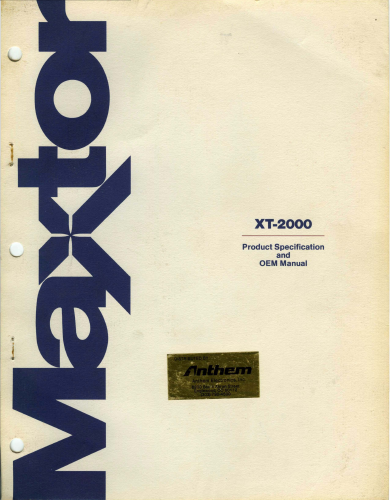 Maxtor
XT-2000
Product Specification
and
OEM Manual
Anthem